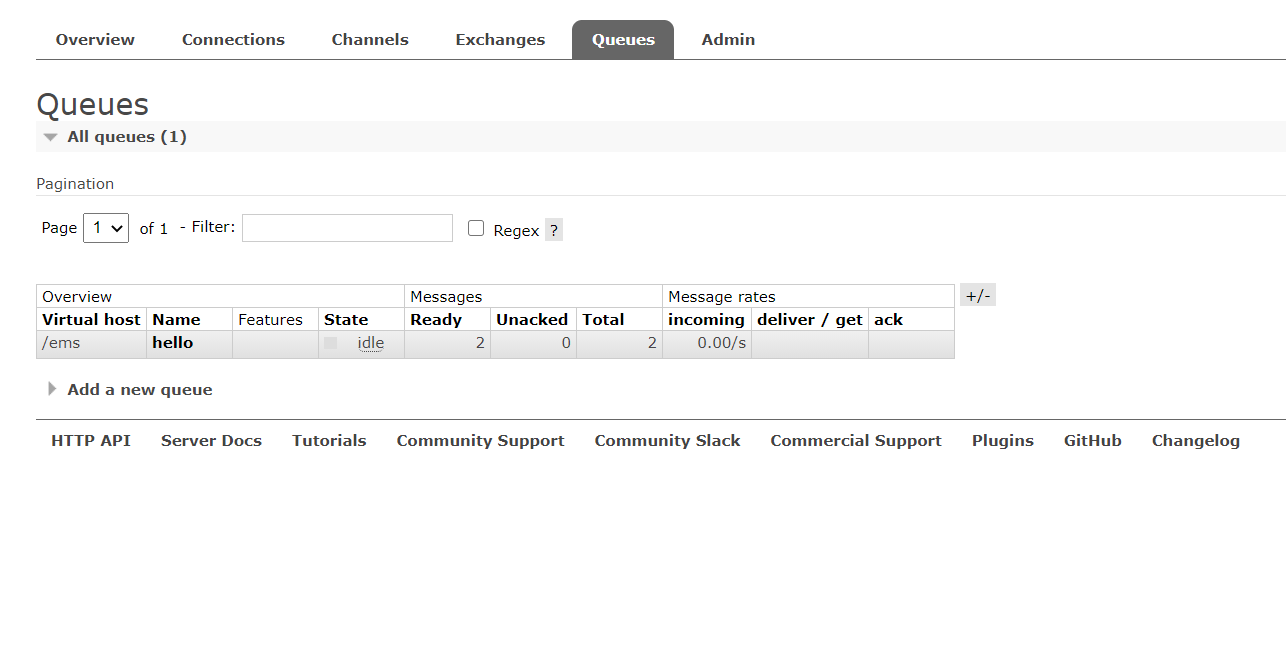 Overview Connections Channels Exchanges Queues Admin
Queues
All queues (1)
Pagination
Page 1 of 1 - Filter: Regex ?
Overview Messages Message rates +/-
Virtual host Name Features State Ready Unacked Total incoming deliver / get ack
/ems hello idle 2 0 2 0.00/s
Add a new queue
HTTP API Server Docs Tutorials Community Support Community Slack Commercial Support Plugins GitHub Changelog